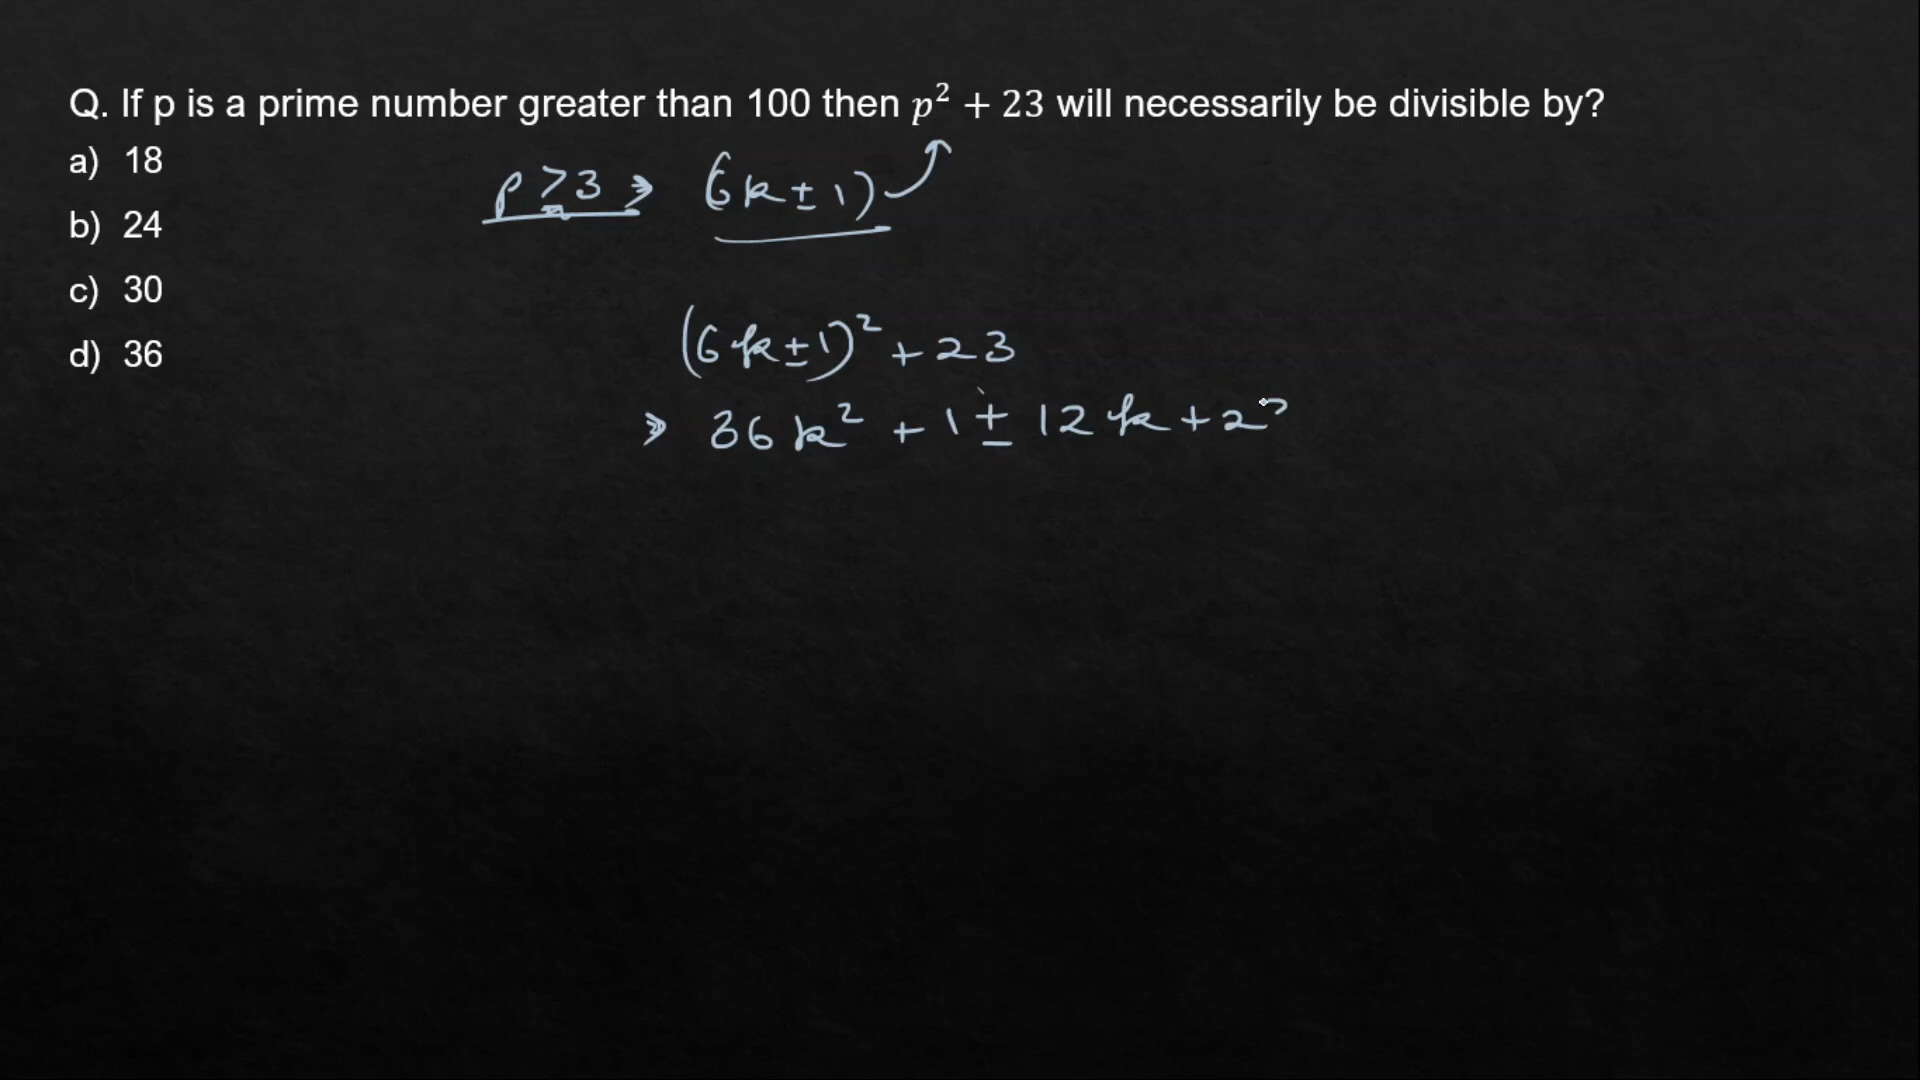 Q. If p is a prime number greater than 100 then p² + 23 will necessarily be divisible by?
a) 18
b) 24
c) 30
d) 36
p ≥ 3 → (6k ± 1)
(6k ± 1)² + 23
⇒ 36k² + 1 ± 12k + 2